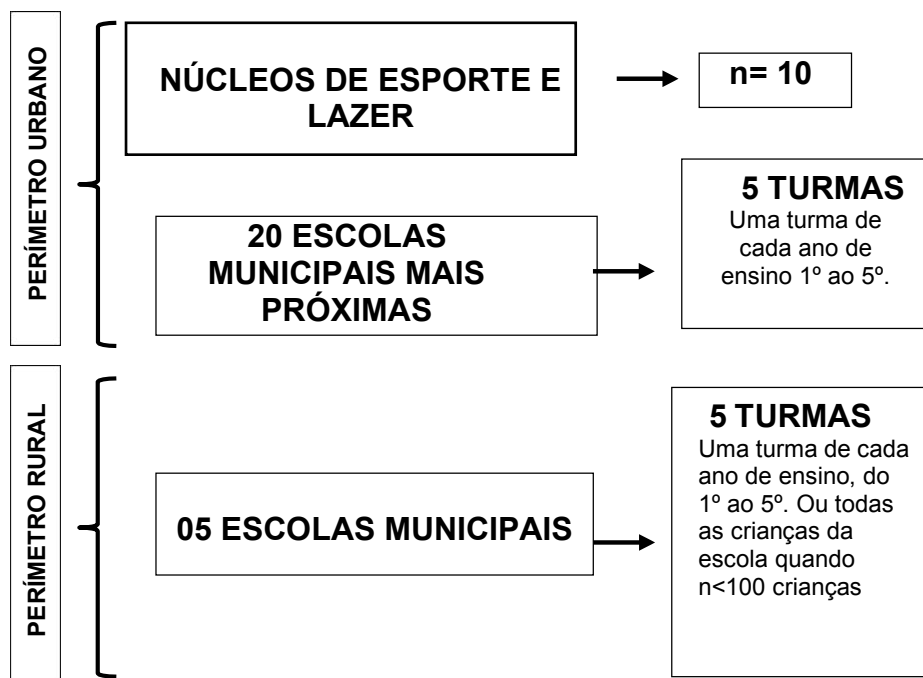 PERÍMETRO URBANO
NÚCLEOS DE ESPORTE E
LAZER
n= 10
20 ESCOLAS
MUNICIPAIS MAIS
PRÓXIMAS
5 TURMAS
Uma turma de
cada ano de
ensino 1º ao 5º.
PERÍMETRO RURAL
05 ESCOLAS MUNICIPAIS
5 TURMAS
Uma turma de cada
ano de ensino, do
1º ao 5º. Ou todas
as crianças da
escola quando
n<100 crianças